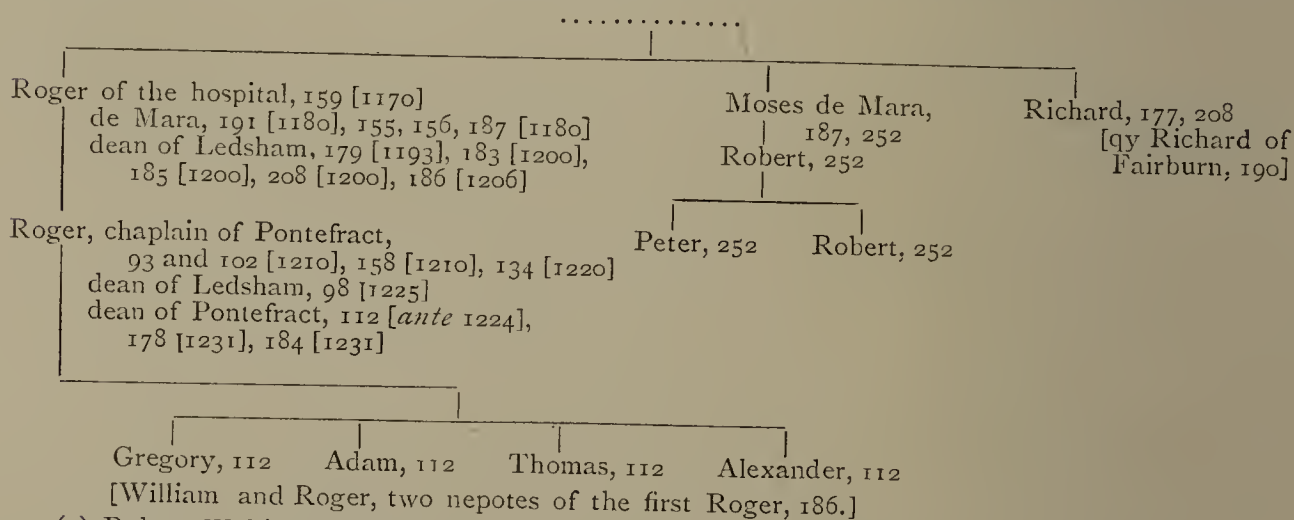 . . . . . . . . . . . . . .
Roger of the hospital, 159 [1170]
de Mara, 191 [1180], 155, 156, 187 [1180]
dean of Ledsham, 179 [1193], 183 [1200],
185 [1200], 208 [1200], 186 [1206]
Moses de Mara,
187, 252
Robert, 252
Richard, 177, 208
[qy Richard of
Fairburn, 190]
Roger, chaplain of Pontefract,
93 and 102 [1210], 158 [1210], 134 [1220]
dean of Ledsham, 98 [1225]
dean of Pontefract, 112 [ante 1224],
178 [1231], 184 [1231]
Peter, 252 Robert, 252
Gregory, 112 Adam, 112 Thomas, 112 Alexander, 112
[William and Roger, two nepotes of the first Roger, 186.]